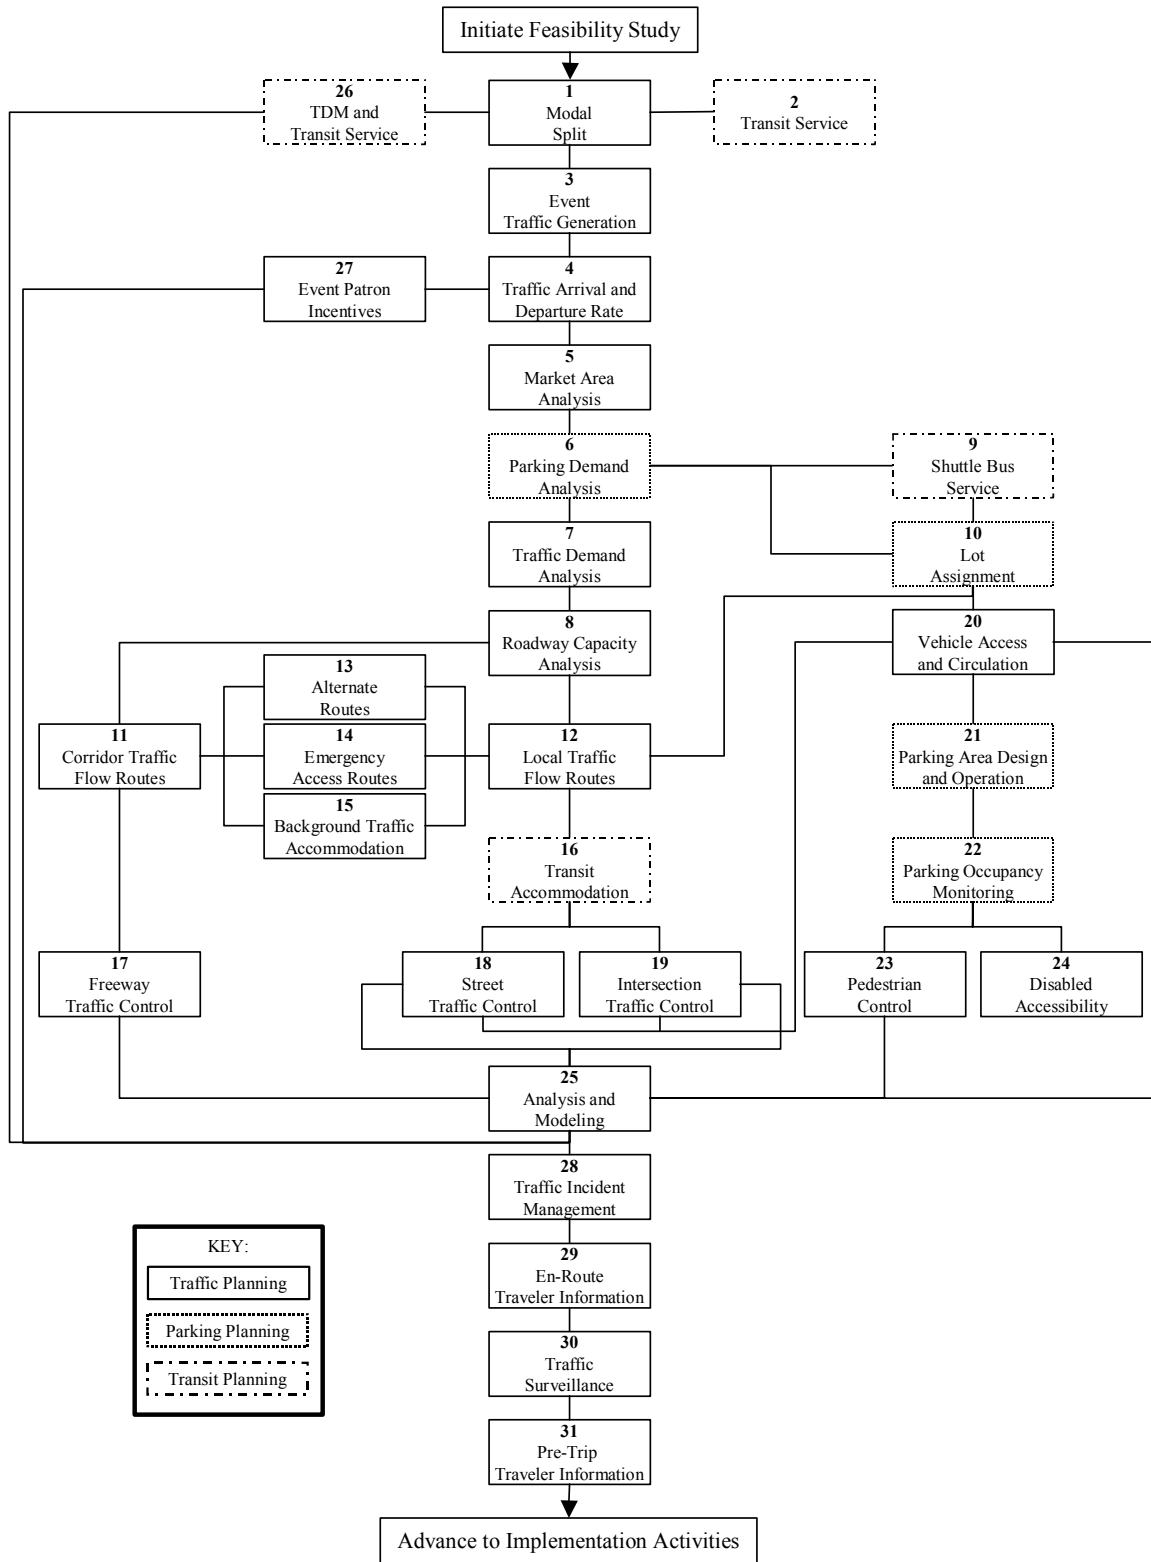 Initiate Feasibility Study
26
TDM and
Transit Service
1
Modal
Split
2
Transit Service
3
Event
Traffic Generation
27
Event Patron
Incentives
4
Traffic Arrival and
Departure Rate
5
Market Area
Analysis
6
Parking Demand
Analysis
9
Shuttle Bus
Service
7
Traffic Demand
Analysis
10
Lot
Assignment
8
Roadway Capacity
Analysis
20
Vehicle Access
and Circulation
13
Alternate
Routes
11
Corridor Traffic
Flow Routes
14
Emergency
Access Routes
12
Local Traffic
Flow Routes
21
Parking Area Design
and Operation
15
Background Traffic
Accommodation
16
Transit
Accommodation
22
Parking Occupancy
Monitoring
17
Freeway
Traffic Control
18
Street
Traffic Control
19
Intersection
Traffic Control
23
Pedestrian
Control
24
Disabled
Accessibility
25
Analysis and
Modeling
28
Traffic Incident
Management
KEY:
Traffic Planning
Parking Planning
Transit Planning
29
En-Route
Traveler Information
30
Traffic
Surveillance
31
Pre-Trip
Traveler Information
Advance to Implementation Activities